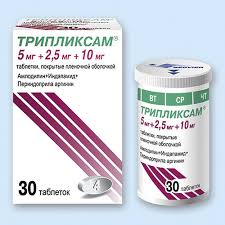 ТРИПЛИКСАМ®
5 мг + 2,5 мг + 10 мг
таблетки, покрытые пленочной оболочкой
Амлодипин+Индапамид+
Периндоприла аргинин
30 таблеток
ВТ СР ЧТ
ТРИПЛИКСАМ®
5 мг + 2,5 мг + 10 мг
таблетки, покрытые
пленочной оболочкой
Амлодипин+Индапамид+
Периндоприла аргинин
30 таблеток